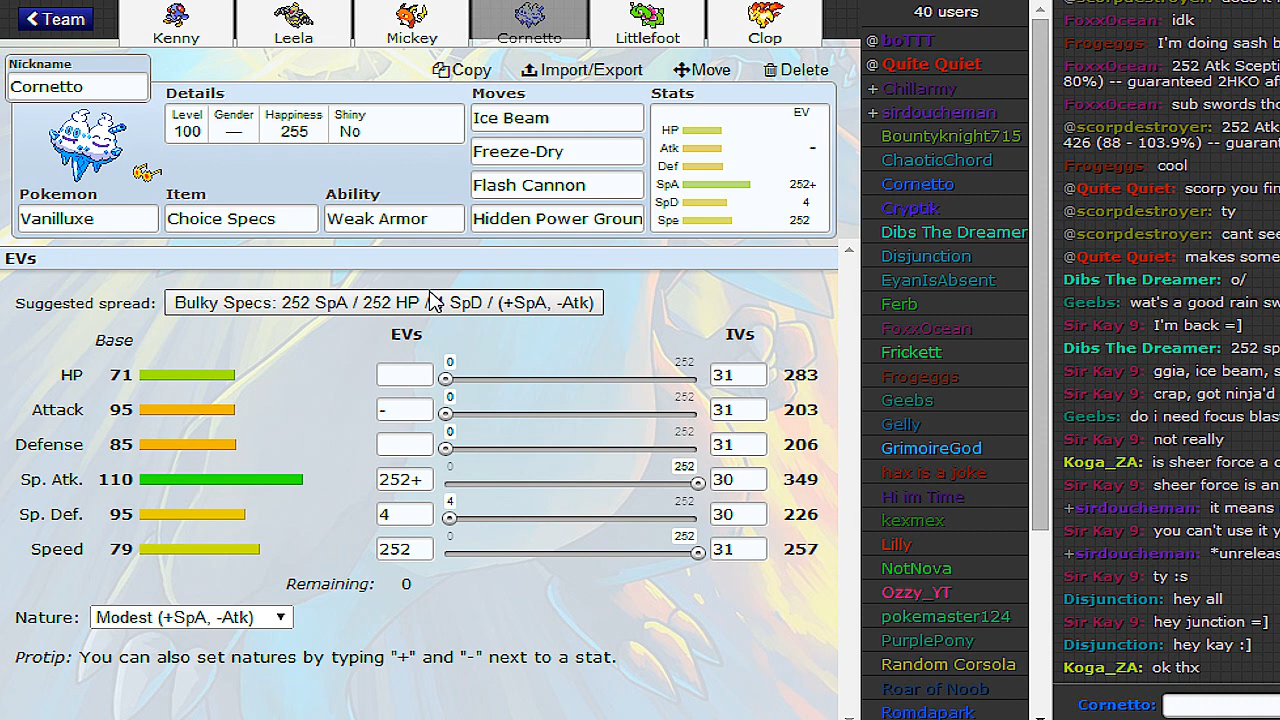 Team
Kenny
Leela
Mickey
Cornetto
Littlefoot
Clop
Nickname
Cornetto
Copy
Import/Export
Move
Delete
Details
Level
100
Gender
—
Happiness
255
Shiny
No
Pokemon
Vanilluxe
Item
Choice Specs
Ability
Weak Armor
Moves
Ice Beam
Freeze-Dry
Flash Cannon
Hidden Power Groun
Stats
EV
HP
Atk -
Def
SpA 252+
SpD 4
Spe 252
EVs
Suggested spread: Bulky Specs: 252 SpA / 252 HP / SpD / (+SpA, -Atk)
Base EVs IVs
HP 71 0 252 31 283
Attack 95 - 0 252 31 203
Defense 85 0 252 31 206
Sp. Atk. 110 252+ 0 252 30 349
Sp. Def. 95 4 4 252 30 226
Speed 79 252 0 252 31 257
Remaining: 0
Nature: Modest (+SpA, -Atk)
Protip: You can also set natures by typing "+" and "-" next to a stat.
40 users
@ boTTT
@ Quite Quiet
+ Chillarmy
+ sirdoucheman
Bountyknight715
ChaoticChord
Cornetto
Cryptik
Dibs The Dreamer
Disjunction
EyanIsAbsent
Ferb
FoxxOcean
Frickett
Frogeggs
Geebs
Gelly
GrimoireGod
hax is a joke
Hi im Time
kexmex
Lilly
NotNova
Ozzy_YT
pokemaster124
PurplePony
Random Corsola
Roar of Noob
Romdapark
FoxxOcean: idk
Frogeggs: I'm doing sash b
FoxxOcean: 252 Atk Scepti
80%) -- guaranteed 2HKO af
FoxxOcean: sub swords
@scorpdestroyer: 252 Atk
426 (88 - 103.9%) -- guaran
Frogeggs: cool
@Quite Quiet: scorp you fin
@scorpdestroyer: ty
@scorpdestroyer: cant see
@Quite Quiet: makes some
Dibs The Dreamer: o/
Geebs: wat's a good rain sw
Sir Kay 9: I'm back =]
Dibs The Dreamer: 252 sp
Sir Kay 9: ggia, ice beam, s
Sir Kay 9: crap, got ninja'd
Geebs: do i need focus blas
Sir Kay 9: not really
Koga_ZA: is sheer force a
Sir Kay 9: sheer force is an
+sirdoucheman: it means
Sir Kay 9: you can't use it y
+sirdoucheman: *unreleas
Sir Kay 9: ty :s
Disjunction: hey all
Sir Kay 9: hey junction =]
Disjunction: hey kay :]
Koga_ZA: ok thx
Cornetto: